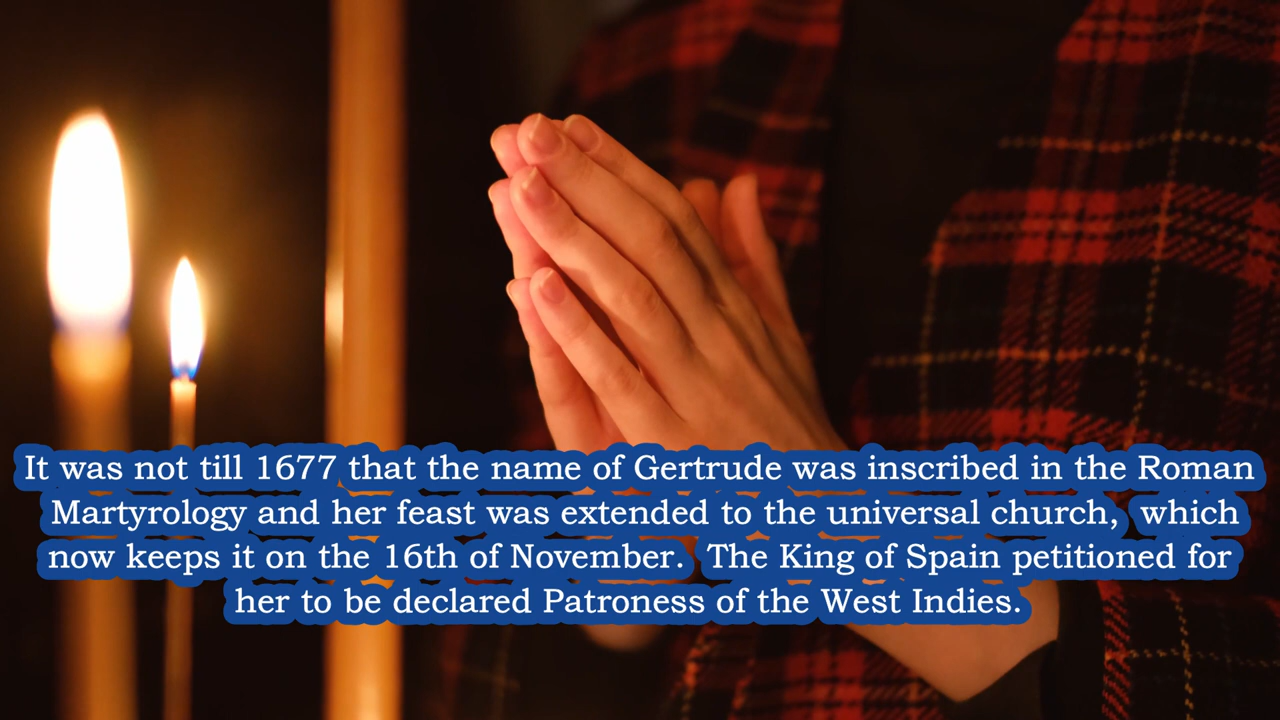 It was not till 1677 that the name of Gertrude was inscribed in the Roman
Martyrology and her feast was extended to the universal church,  which
now keeps it on the 16th of November.  The King of Spain petitioned for
her to be declared Patroness of the West Indies.